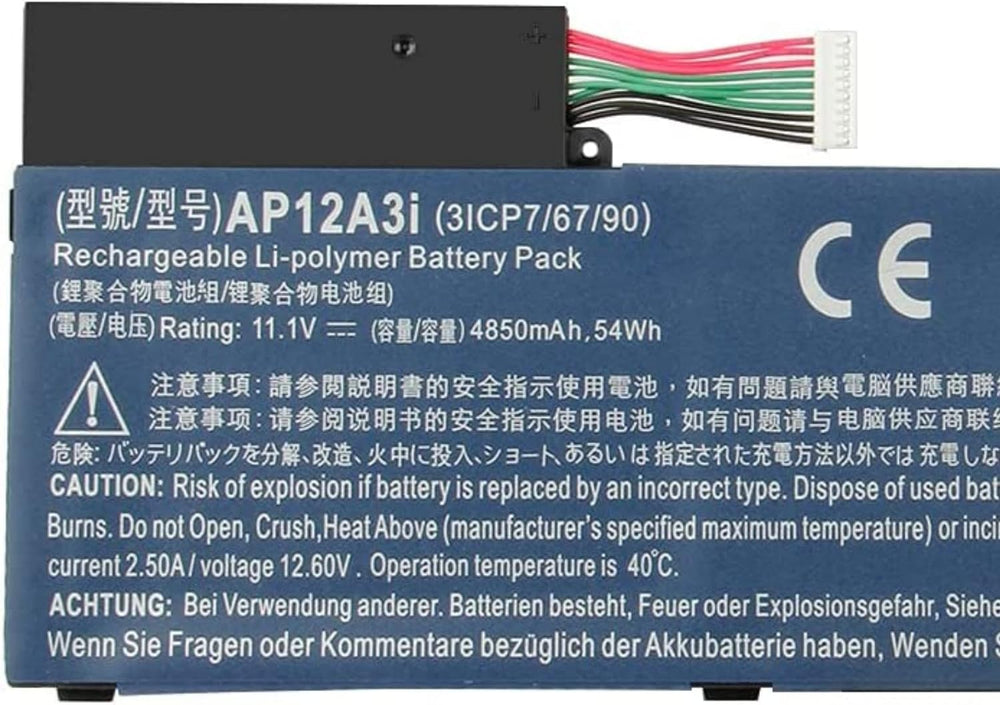 +
-
(型號/型号)AP12A3i (3ICP7/67/90)
Rechargeable Li-polymer Battery Pack
(鋰聚合物電池組/锂聚合物电池组)
(電壓/电压) Rating: 11.1V ⎓ (容量/容量) 4850mAh, 54Wh
CE
注意事項: 請参閱説明書的安全指示使用電池，如有問題請與電腦供應商聯
注意事项: 请参阅说明书的安全指示使用电池，如有问题请与电脑供应商联
危険: バッテリパックを分解、改造、火中に投入、ショート、あるいは指定された充電方法以外では充電しな
CAUTION: Risk of explosion if battery is replaced by an incorrect type. Dispose of used bat
Burns. Do not Open, Crush,Heat Above (manufacturer's specified maximum temperature) or inci
current 2.50A / voltage 12.60V . Operation temperature is 40℃.
ACHTUNG: Bei Verwendung anderer. Batterien besteht, Feuer oder Explosionsgefahr, Siehe
Wenn Sie Fragen oder Kommentare bezüglich der Akkubatterie haben, Wenden S